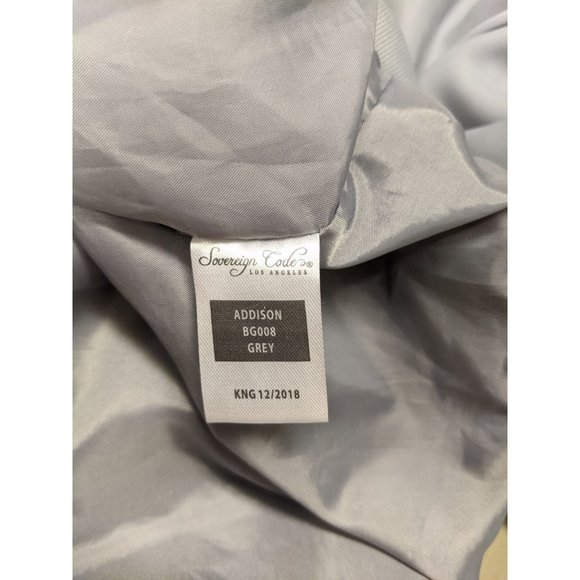 Sovereign Code®
LOS ANGELES
ADDISON
BG008
GREY
KNG 12/2018